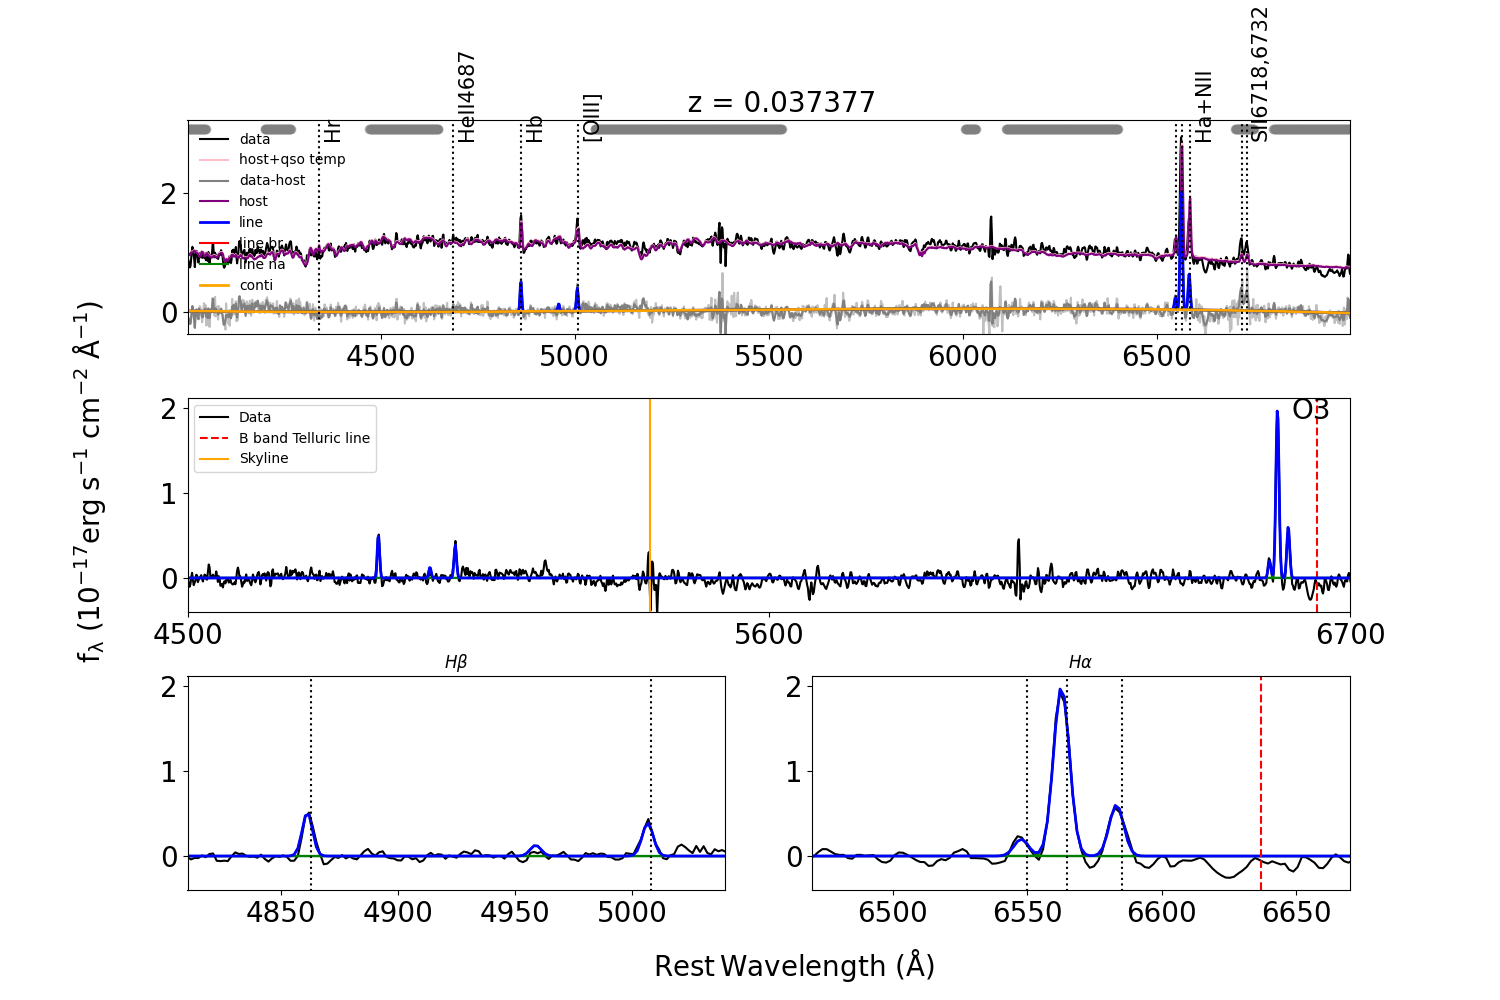 z = 0.037377
Hr
HeII4687
Hb
[OIII]
Ha+NII
SII6718,6732
data
host+qso temp
data-host
host
line
line br
line na
conti
2
0
4500 5000 5500 6000 6500
Data
B band Telluric line
Skyline
O3
2
1
0
4500 5600 6700
fλ (10⁻¹⁷erg s⁻¹ cm⁻² Å⁻¹)
Hβ
2
1
0
4850 4900 4950 5000
Hα
2
1
0
6500 6550 6600 6650
Rest Wavelength (Å)